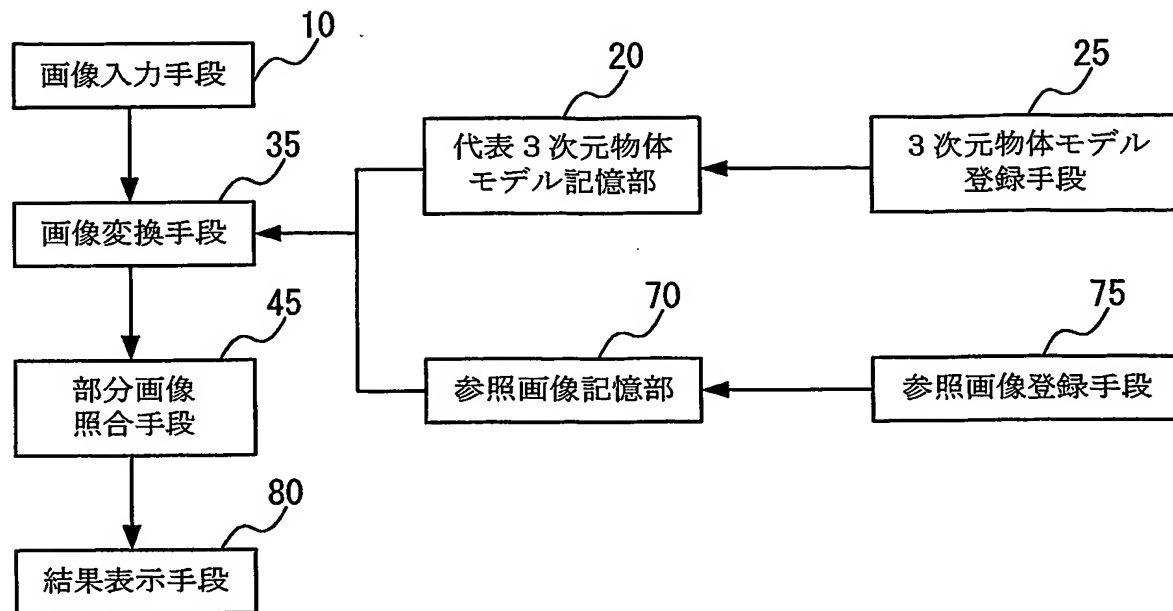 10
画像入力手段
20
代表3次元物体
モデル記憶部
25
3次元物体モデル
登録手段
35
画像変換手段
45
部分画像
照合手段
70
参照画像記憶部
75
参照画像登録手段
80
結果表示手段